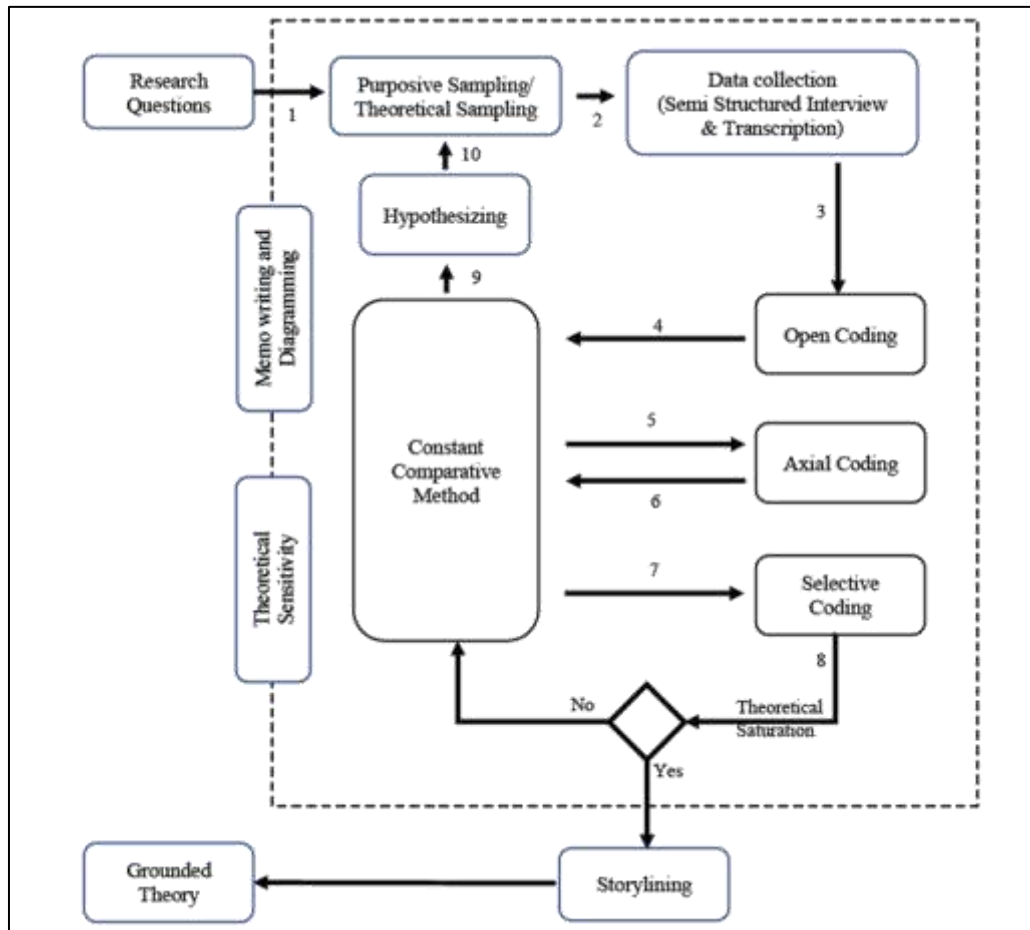 Research
Questions
1
Purposive Sampling/
Theoretical Sampling
2
Data collection
(Semi Structured Interview
& Transcription)
10
3
Hypothesizing
Memo writing and
Diagramming
9
4
Open Coding
Constant
Comparative
Method
5
Axial Coding
6
Theoretical
Sensitivity
7
Selective
Coding
8
No
Theoretical
Saturation
Yes
Grounded
Theory
Storylining